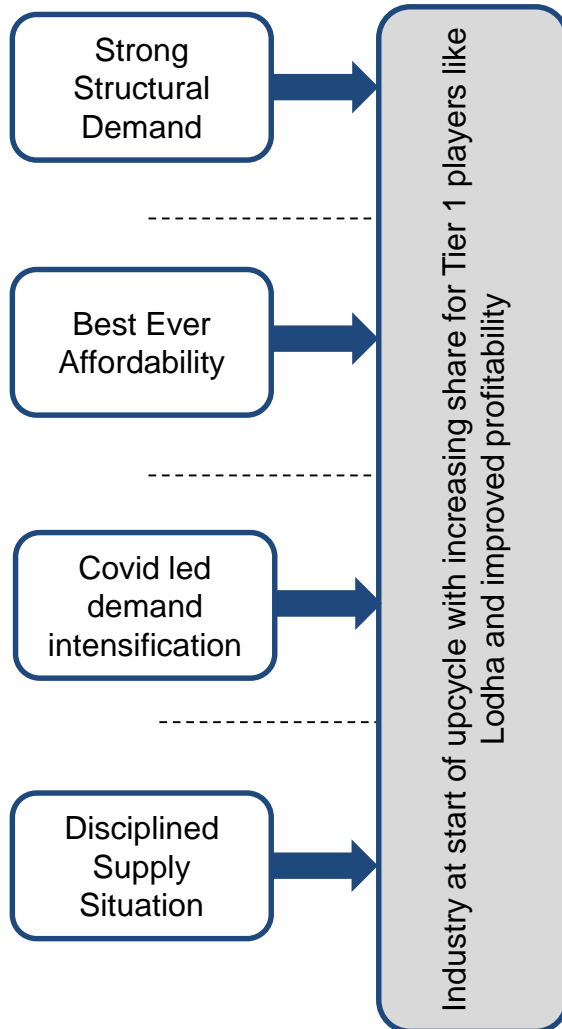 Strong
Structural
Demand
Best Ever
Affordability
Covid led
demand
intensification
Disciplined
Supply
Situation
Industry at start of upcycle with increasing share for Tier 1 players like
Lodha and improved profitability